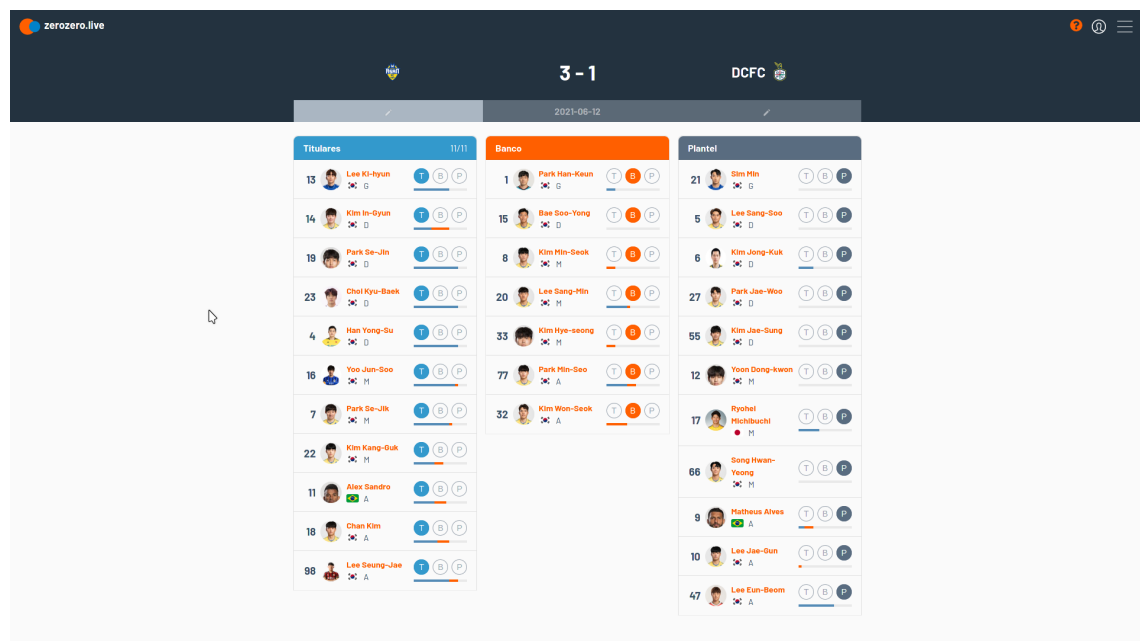 zerozero.live
?
3 - 1
DCFC
2021-06-12
Titulares 11/11
13 Lee Ki-hyun T B P
G
14 Kim In-Gyun T B P
D
19 Park Se-Jin T B P
D
23 Choi Kyu-Baek T B P
D
4 Han Yong-Su T B P
D
16 Yoo Jun-Soo T B P
M
7 Park Se-Jik T B P
M
22 Kim Kang-Guk T B P
M
11 Alex Sandro T B P
A
18 Chan Kim T B P
A
98 Lee Seung-Jae T B P
A
Banco
1 Park Han-Keun T B P
G
15 Bae Soo-Yong T B P
D
8 Kim Min-Seok T B P
M
20 Lee Sang-Min T B P
M
33 Kim Hye-seong T B P
M
77 Park Min-Seo T B P
A
32 Kim Won-Seok T B P
A
Plantel
21 Sim Min T B P
G
5 Lee Sang-Soo T B P
D
6 Kim Jong-Kuk T B P
D
27 Park Jae-Woo T B P
D
55 Kim Jae-Sung T B P
D
12 Yeon Dong-kwon T B P
M
17 Ryohei
Michibuchi T B P
M
66 Song Hwan-
Yeong T B P
M
9 Matheus Alves T B P
A
10 Lee Jae-Gun T B P
A
47 Lee Eun-Beom T B P
A